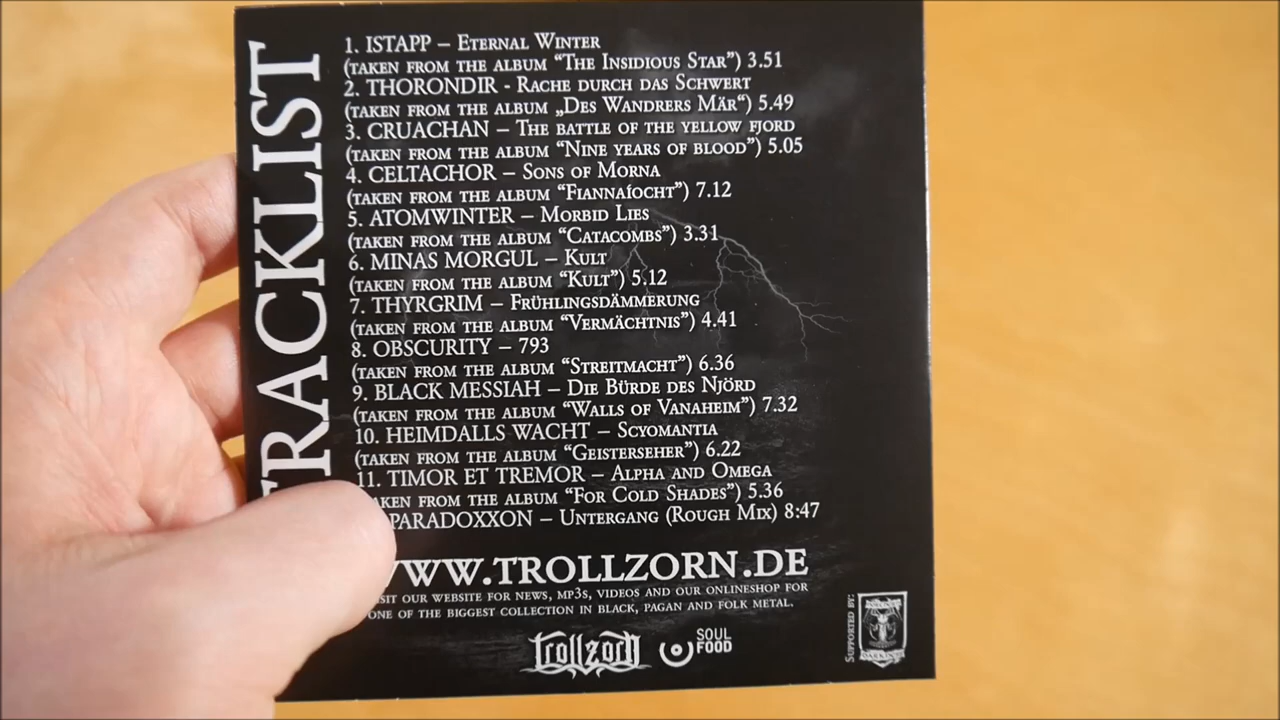 TRACKLIST
1. ISTAPP – Eternal Winter
(taken from the album “The Insidious Star”) 3.51
2. THORONDIR - Rache durch das Schwert
(taken from the album „Des Wandrers Mär“) 5.49
3. CRUACHAN – The battle of the yellow fjord
(taken from the album “Nine years of blood”) 5.05
4. CELTACHOR – Sons of Morna
(taken from the album “Fiannaíocht”) 7.12
5. ATOMWINTER – Morbid Lies
(taken from the album “Catacombs”) 3.31
6. MINAS MORGUL – Kult
(taken from the album “Kult”) 5.12
7. THYRGRIM – Frühlingsdämmerung
(taken from the album “Vermächtnis”) 4.41
8. OBSCURITY – 793
(taken from the album “Streitmacht”) 6.36
9. BLACK MESSIAH – Die Bürde des Njörd
(taken from the album “Walls of Vanaheim”) 7.32
10. HEIMDALLS WACHT – Scyomantia
(taken from the album “Geisterseher”) 6.22
11. TIMOR ET TREMOR – Alpha and Omega
aken from the album “For Cold Shades”) 5.36
PARADOXXON – Untergang (Rough Mix) 8:47
WWW.TROLLZORN.DE
isit our website for news, mp3s, videos and our onlineshop for
one of the biggest collection in black, pagan and folk metal.
Trollzorn
SOUL
FOOD
Supported by: